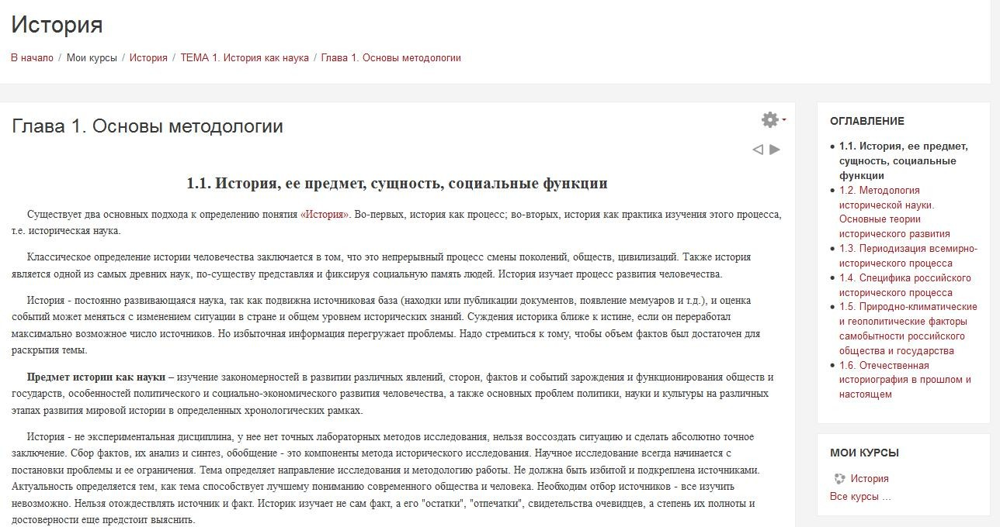 История
В начало / Мои курсы / История / ТЕМА 1. История как наука / Глава 1. Основы методологии
Глава 1. Основы методологии
1.1. История, ее предмет, сущность, социальные функции
Существует два основных подхода к определению понятия «История». Во-первых, история как процесс; во-вторых, история как практика изучения этого процесса,
т.е. историческая наука.
Классическое определение истории человечества заключается в том, что это непрерывный процесс смены поколений, обществ, цивилизаций. Также история
является одной из самых древних наук, по-существу представляя и фиксируя социальную память людей. История изучает процесс развития человечества.
История - постоянно развивающаяся наука, так как подвижна источниковая база (находки или публикации документов, появление мемуаров и т.д.), и оценка
событий может меняться с изменением ситуации в стране и общем уровнем исторических знаний. Суждения историка ближе к истине, если он переработал
максимально возможное число источников. Но избыточная информация перегружает проблемы. Надо стремиться к тому, чтобы объем фактов был достаточен для
раскрытия темы.
Предмет истории как науки – изучение закономерностей в развитии различных явлений, сторон, фактов и событий зарождения и функционирования обществ и
государств, особенностей политического и социально-экономического развития человечества, а также основных проблем политики, науки и культуры на различных
этапах развития мировой истории в определенных хронологических рамках.
История - не экспериментальная дисциплина, у нее нет точных лабораторных методов исследования, нельзя воссоздать ситуацию и сделать абсолютно точное
заключение. Сбор фактов, их анализ и синтез, обобщение - это компоненты метода исторического исследования. Научное исследование всегда начинается с
постановки проблемы и ее ограничения. Тема определяет направление исследования и методологию работы. Не должна быть избитой и подкреплена источниками.
Актуальность определяется тем, как тема способствует лучшему пониманию современного общества и человека. Необходим отбор источников - все изучить
невозможно. Нельзя отождествлять источник и факт. Историк изучает не сам факт, а его "остатки", "отпечатки", свидетельства очевидцев, а степень их полноты и
достоверности еще предстоит выяснить.
ОГЛАВЛЕНИЕ
1.1. История, ее предмет,
сущность, социальные
функции
1.2. Методология
исторической науки.
Основные теории
исторического развития
1.3. Периодизация всемирно-
исторического процесса
1.4. Специфика российского
исторического процесса
1.5. Природно-климатические
и геополитические факторы
самобытности российского
общества и государства
1.6. Отечественная
историография в прошлом и
настоящем
МОИ КУРСЫ
История
Все курсы ...